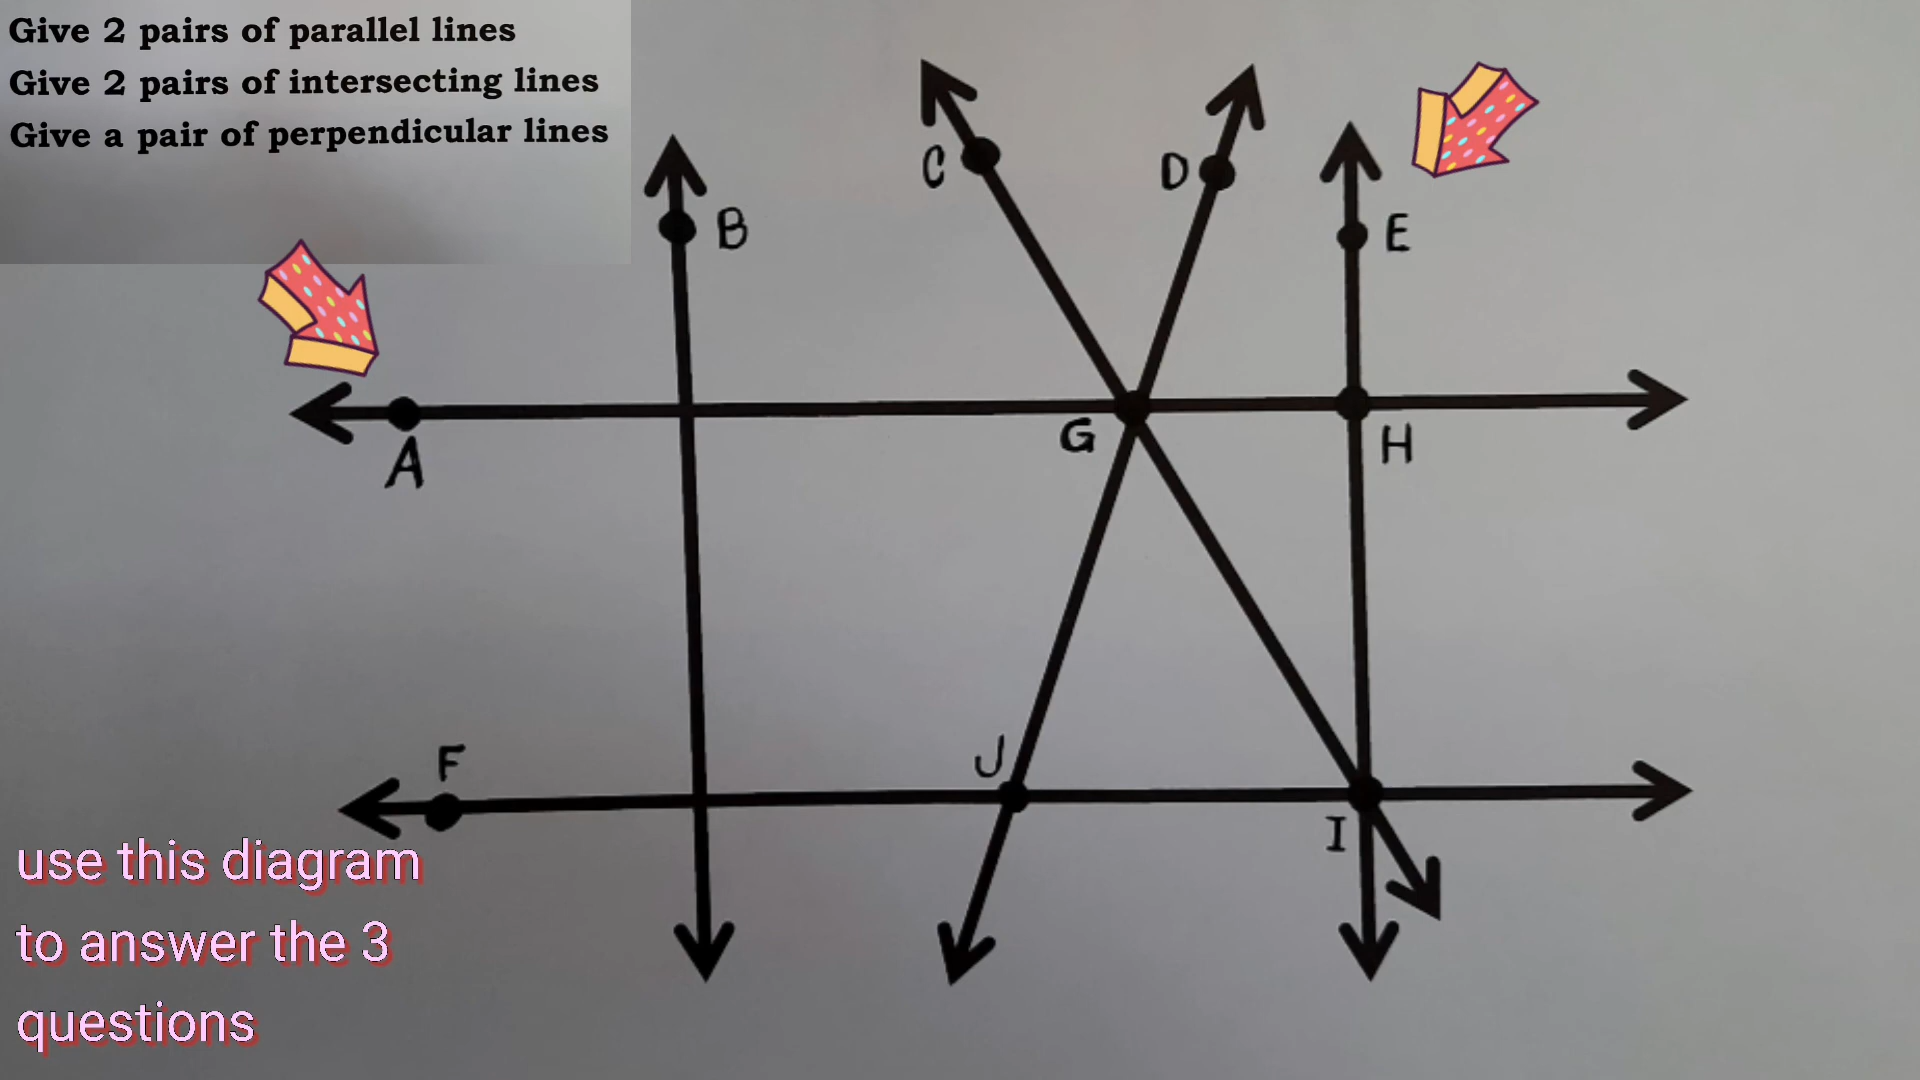 Give 2 pairs of parallel lines
Give 2 pairs of intersecting lines
Give a pair of perpendicular lines
C
D
B
E
A
G
H
F
J
I
use this diagram
to answer the 3
questions